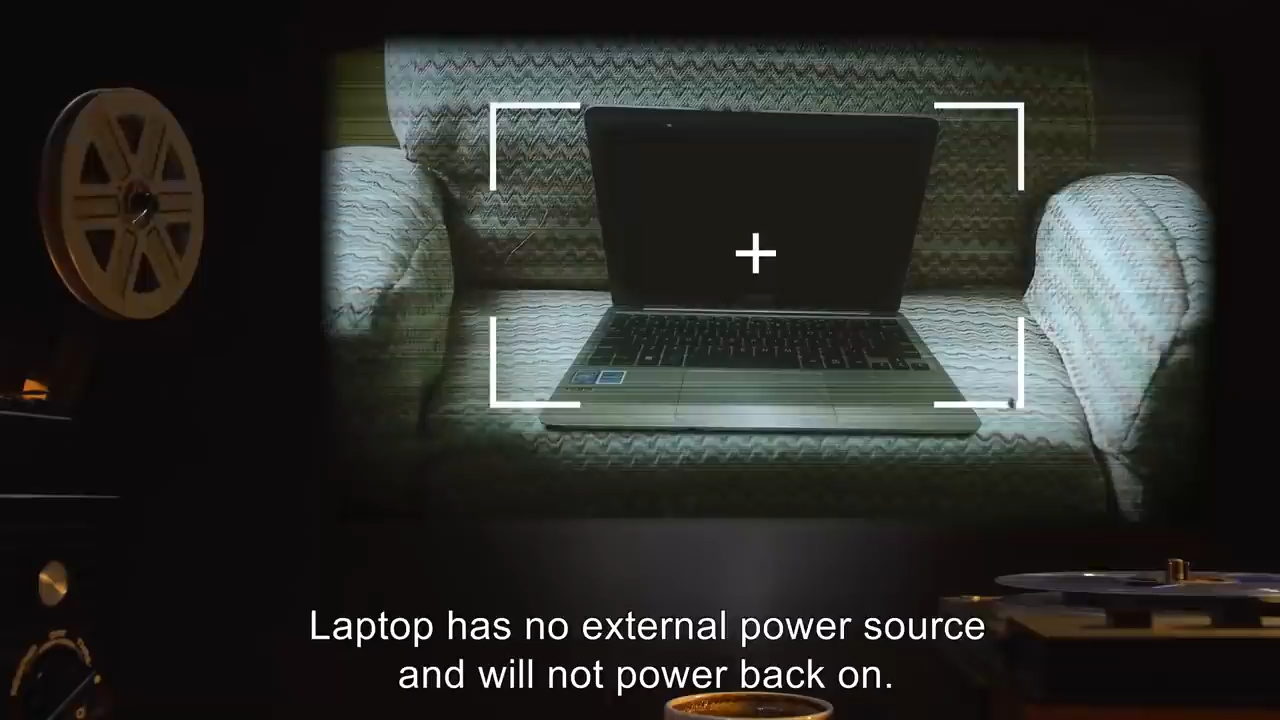 Laptop has no external power source
and will not power back on.